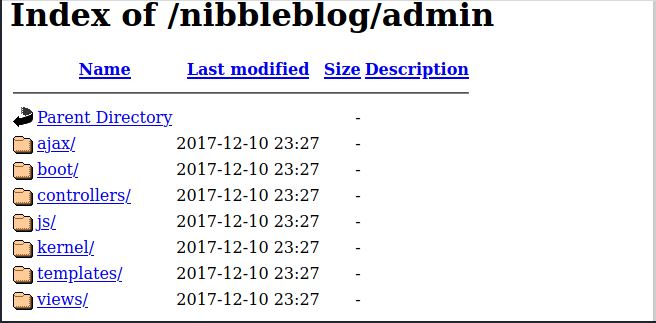 Index of /nibbleblog/admin
Name Last modified Size Description
Parent Directory -
ajax/ 2017-12-10 23:27 -
boot/ 2017-12-10 23:27 -
controllers/ 2017-12-10 23:27 -
js/ 2017-12-10 23:27 -
kernel/ 2017-12-10 23:27 -
templates/ 2017-12-10 23:27 -
views/ 2017-12-10 23:27 -